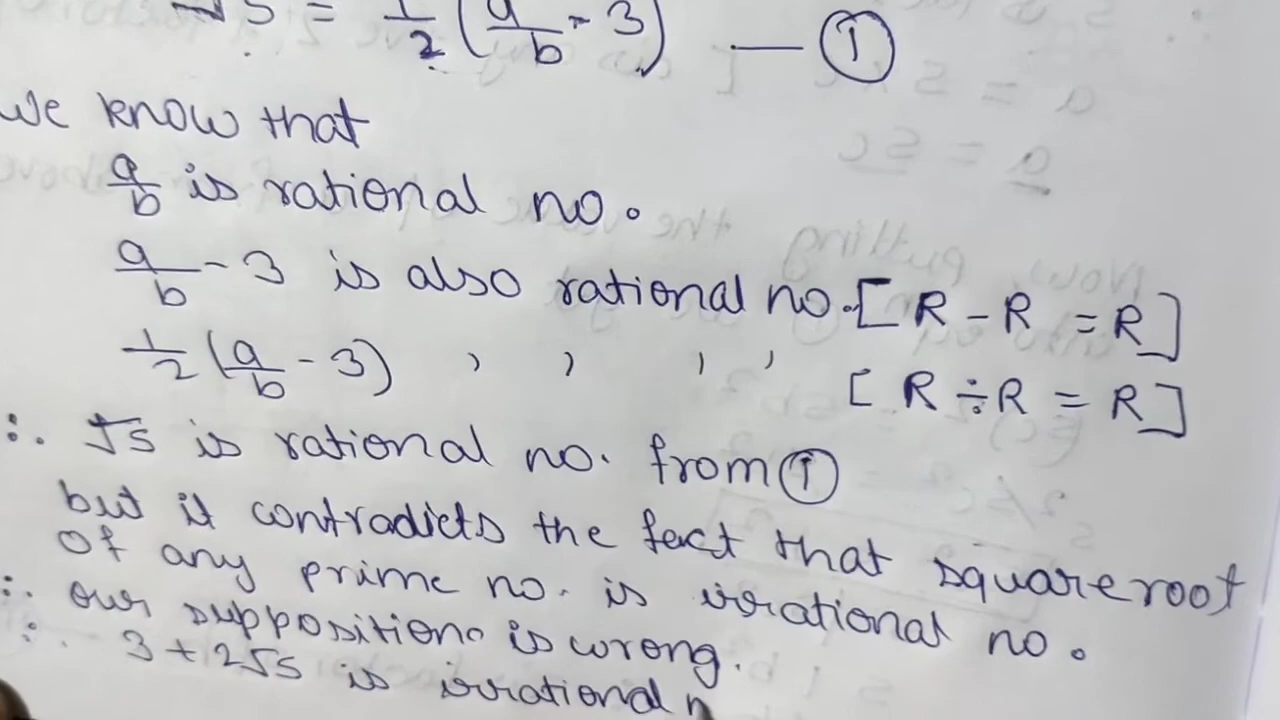 √5 = 1/2 (a/b - 3) — ①
we know that
a/b is rational no.
a/b - 3 is also rational no. [R - R = R]
1/2 (a/b - 3) , , , , [R ÷ R = R]
∴ √5 is rational no. from ①
but it contradicts the fact that square root
of any prime no. is irrational no.
∴ our supposition is wrong.
∴ 3 + 2√5 is irrational n